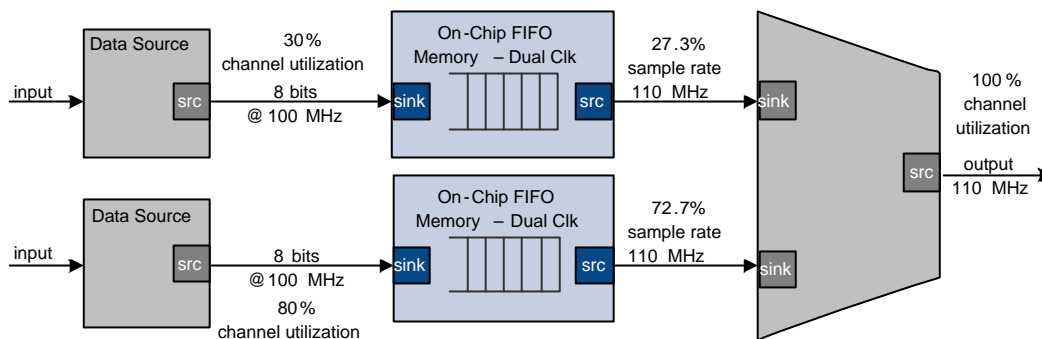 Data Source
input
src
30%
channel utilization
8 bits
@ 100 MHz
On-Chip FIFO
Memory – Dual Clk
sink
src
27.3%
sample rate
110 MHz
sink
100 %
channel
utilization
src
output
110 MHz
Data Source
input
src
8 bits
@ 100 MHz
80%
channel utilization
On-Chip FIFO
Memory – Dual Clk
sink
src
72.7%
sample rate
110 MHz
sink